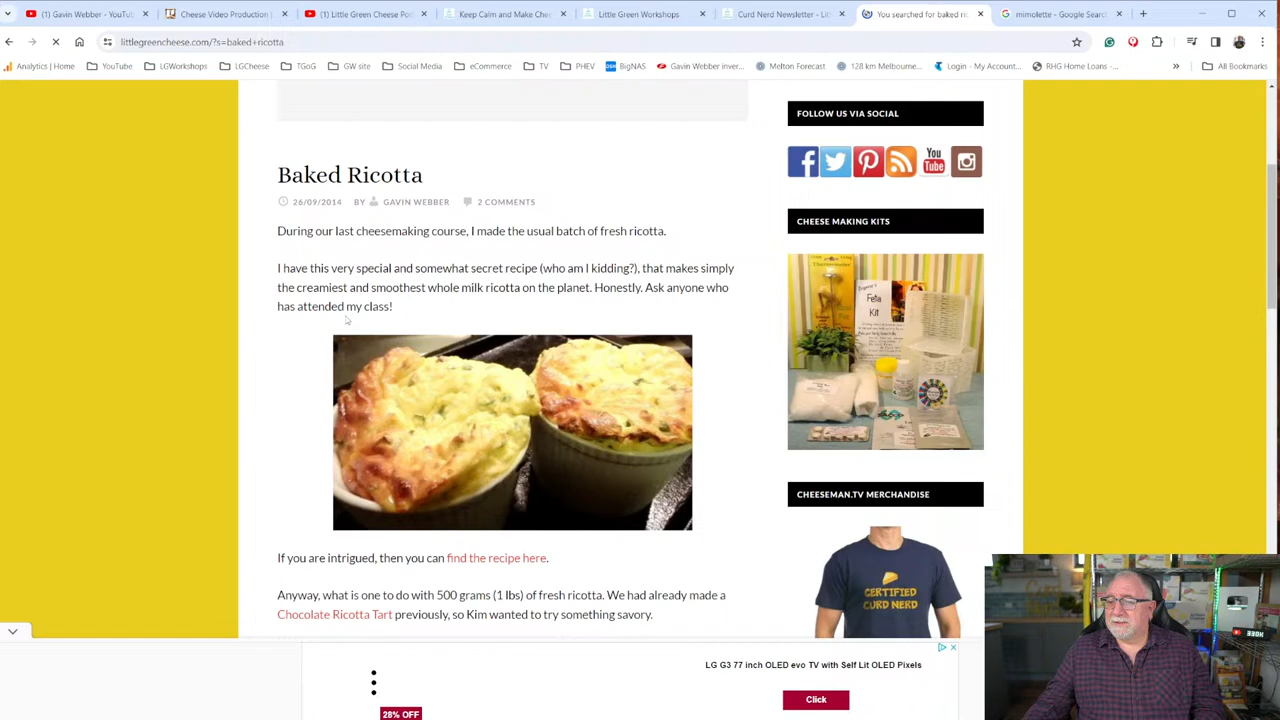 Gavin Webber - YouT
Cheese Video Production |
Little Green Cheese Pod
Keep Calm and Make Chee
Little Green Workshops
Curd Nerd Newsletter - Litt
You searched for baked ric
mimolette - Google Search
littlegreencheese.com/?s=baked+ricotta
Analytics | Home
YouTube
LGWorkshops
LGCheese
TGoG
GW site
Social Media
eCommerce
TV
PHEV
BigNAS
Gavin Webber inver...
Melton Forecast
128 km Melbourne...
Login - My Account...
RHG Home Loans -...
All Bookmarks
Baked Ricotta
26/09/2014 BY GAVIN WEBBER 2 COMMENTS
During our last cheesemaking course, I made the usual batch of fresh ricotta.
I have this very special and somewhat secret recipe (who am I kidding?), that makes simply
the creamiest and smoothest whole milk ricotta on the planet. Honestly. Ask anyone who
has attended my class!
If you are intrigued, then you can find the recipe here.
Anyway, what is one to do with 500 grams (1 lbs) of fresh ricotta. We had already made a
Chocolate Ricotta Tart previously, so Kim wanted to try something savory.
FOLLOW US VIA SOCIAL
You
Tube
CHEESE MAKING KITS
Feta
Kit
CHEESEMAN.TV MERCHANDISE
CERTIFIED
CURD NERD
LG G3 77 inch OLED evo TV with Self Lit OLED Pixels
Click
28% OFF